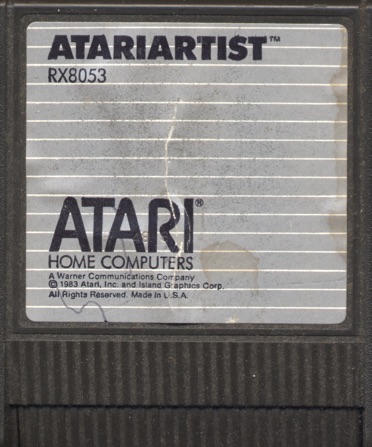 ATARIARTIST™
RX8053
ATARI®
HOME COMPUTERS
A Warner Communications Company
© 1983 Atari, Inc. and Island Graphics Corp.
All Rights Reserved. Made in U.S.A.